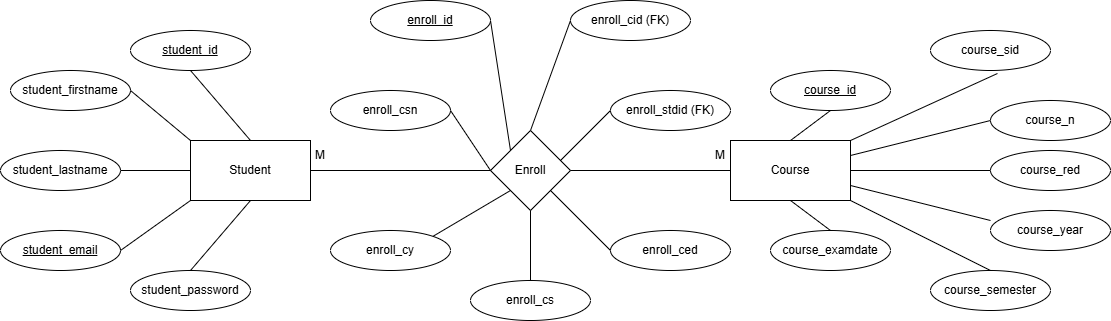 enroll_id
enroll_cid (FK)
student_id
course_sid
student_firstname
course_id
enroll_csn
enroll_stdid (FK)
course_n
M
M
student_lastname
Student
Enroll
Course
course_red
course_year
student_email
enroll_cy
enroll_ced
course_examdate
student_password
course_semester
enroll_cs